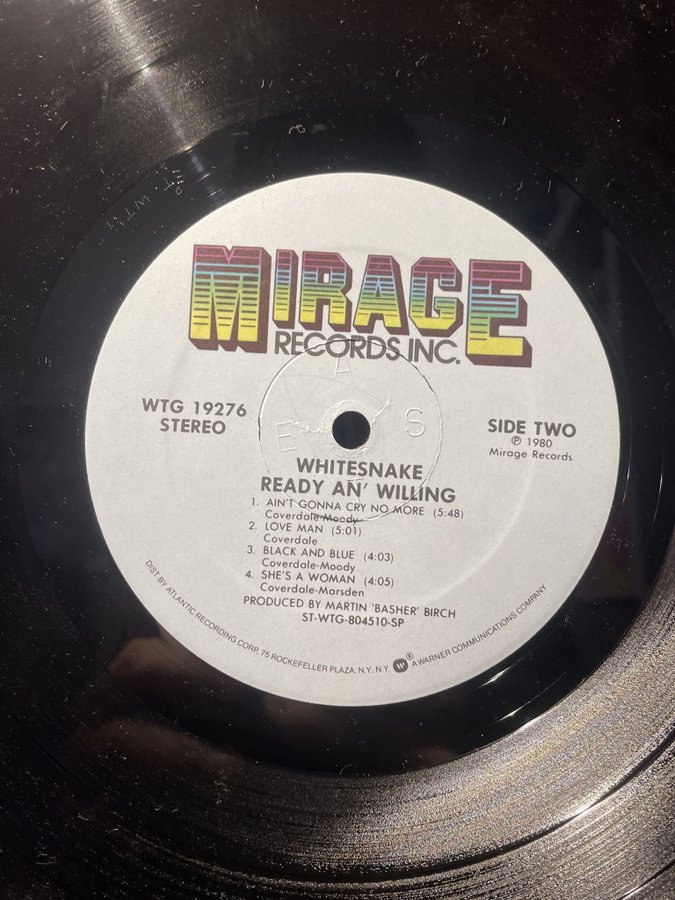 MIRAGE
RECORDS INC.
WTG 19276
STEREO
SIDE TWO
℗ 1980
Mirage Records
WHITESNAKE
READY AN' WILLING
1. AIN'T GONNA CRY NO MORE (5:48)
Coverdale-Moody
2. LOVE MAN (5:01)
Coverdale
3. BLACK AND BLUE (4:03)
Coverdale-Moody
4. SHE'S A WOMAN (4:05)
Coverdale-Marsden
PRODUCED BY MARTIN 'BASHER' BIRCH
ST-WTG-804510-SP
DIST. BY ATLANTIC RECORDING CORP. 75 ROCKEFELLER PLAZA, N.Y., N.Y. ® A WARNER COMMUNICATIONS COMPANY